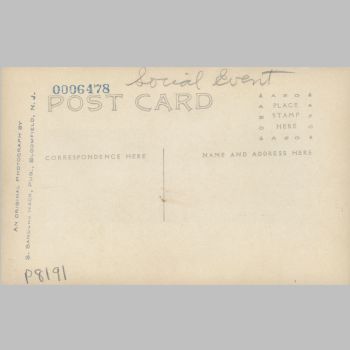 Social Event
0006478
POST CARD
PLACE
STAMP
HERE
CORRESPONDENCE HERE
NAME AND ADDRESS HERE
AN ORIGINAL PHOTOGRAPH BY
PUB., BLOOMFIELD, N. J.
P8191